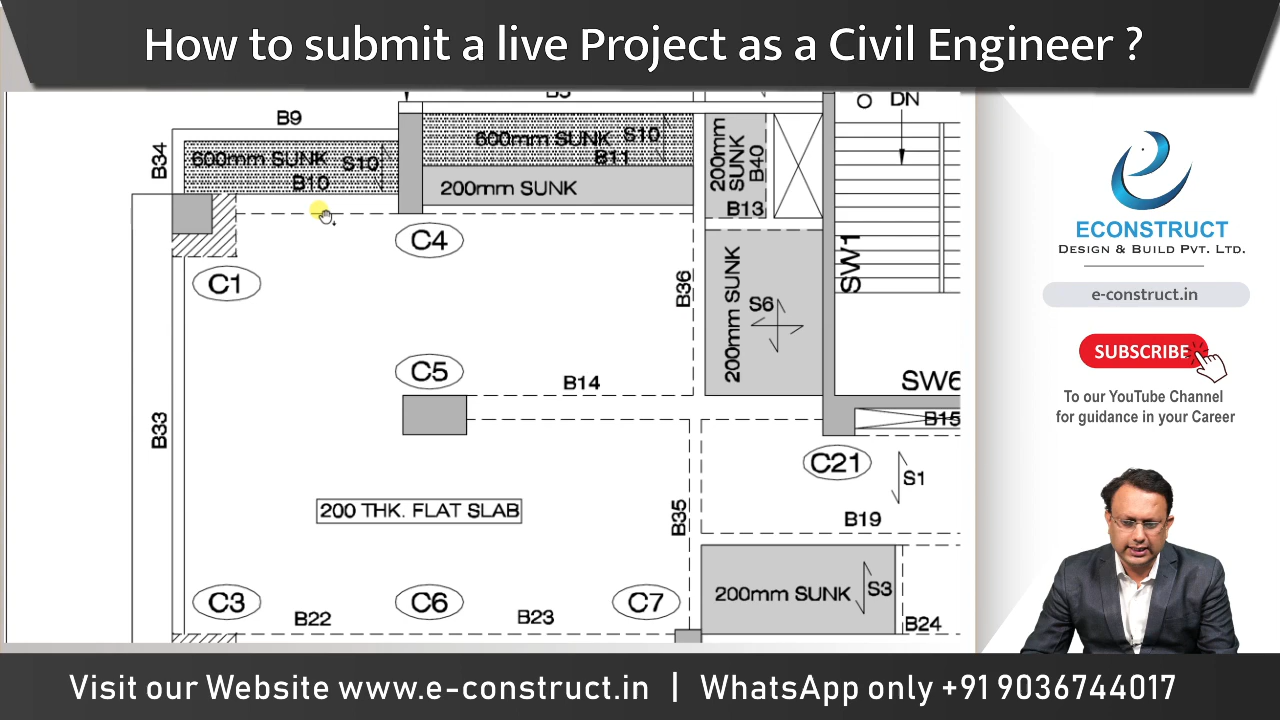 How to submit a live Project as a Civil Engineer ?
B9
B34
600mm SUNK
S10
B10
600mm SUNK
S10
B11
200mm SUNK
200mm SUNK
B40
B13
O DN
SW1
C1
C4
B36
200mm SUNK
S6
C5
B14
SW6
B15
B33
C21
S1
200 THK. FLAT SLAB
B35
B19
C3
C6
C7
B22
B23
200mm SUNK
S3
B24
ECONSTRUCT
DESIGN & BUILD PVT. LTD.
e-construct.in
SUBSCRIBE
To our YouTube Channel
for guidance in your Career
Visit our Website www.e-construct.in | WhatsApp only +91 9036744017